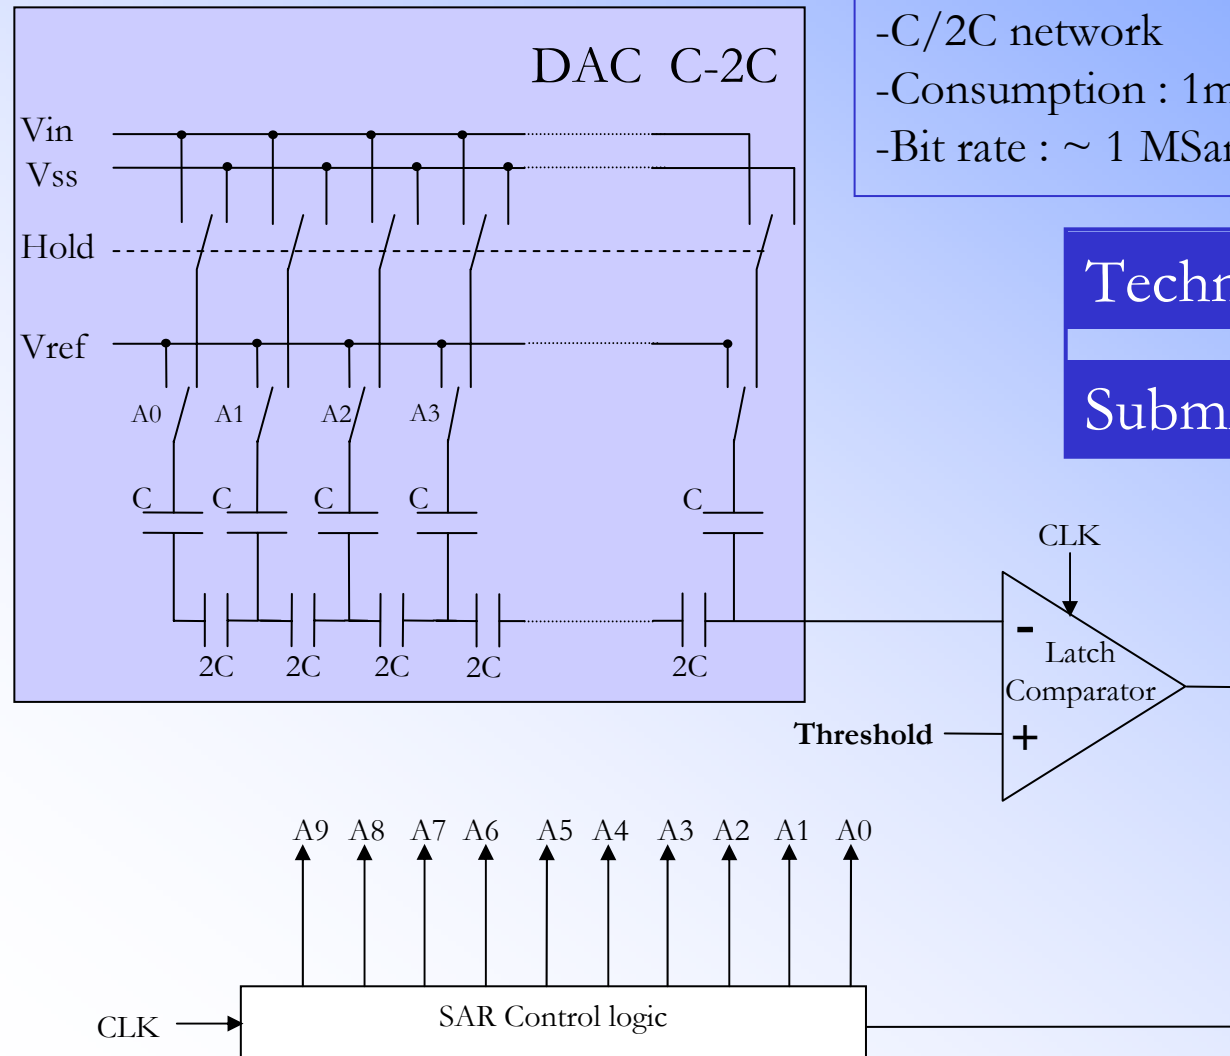 DAC C-2C
-C/2C network
-Consumption : 1m
-Bit rate : ~ 1 MSa
Vin
Vss
Hold
Vref
Techn
Subm
A0 A1 A2 A3
C C C C C
2C 2C 2C 2C 2C
CLK
-
Latch
Comparator
Threshold
+
A9 A8 A7 A6 A5 A4 A3 A2 A1 A0
SAR Control logic
CLK